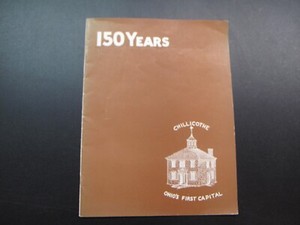 150 YEARS
CHILLICOTHE
OHIO'S FIRST CAPITAL